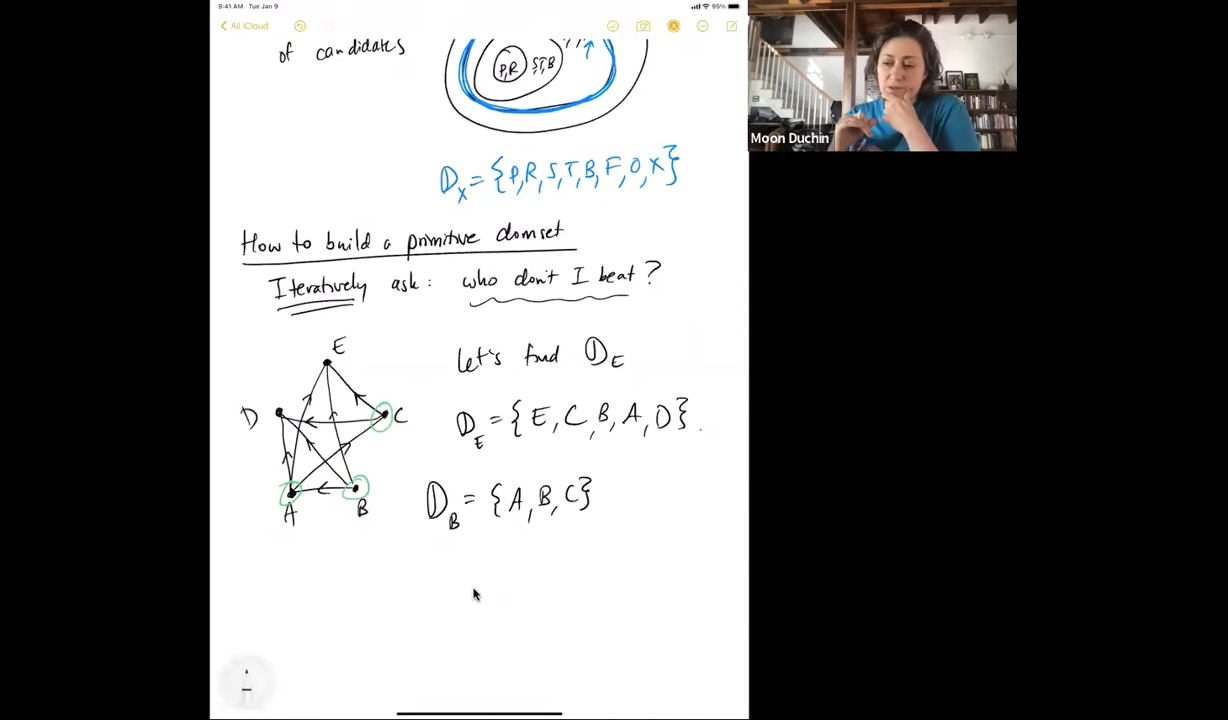 9:41 AM Tue Jan 9
95%
All iCloud
of candidates
P,R
S,T,B
Moon Duchin
D_X = {P,R,S,T,B,F,O,X}
How to build a primitive domset
Iteratively ask: who don't I beat?
E
Let's find D_E
D
C
D_E = {E, C, B, A, D}.
D_B = {A, B, C}
A
B